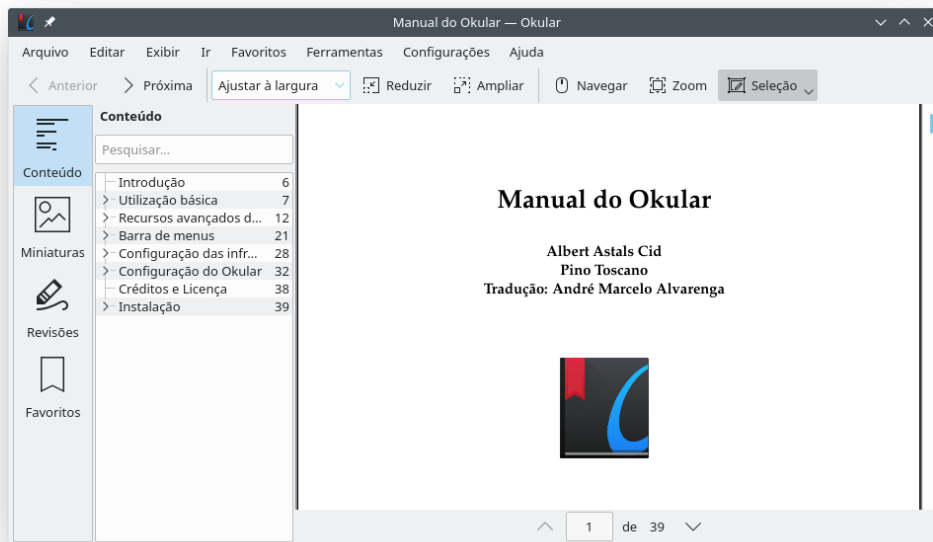 Manual do Okular — Okular
Arquivo Editar Exibir Ir Favoritos Ferramentas Configurações Ajuda
Anterior Próxima Ajustar à largura Reduzir Ampliar Navegar Zoom Seleção
Conteúdo
Miniaturas
Revisões
Favoritos
Conteúdo
Pesquisar...
Introdução 6
Utilização básica 7
Recursos avançados d... 12
Barra de menus 21
Configuração das infr... 28
Configuração do Okular 32
Créditos e Licença 38
Instalação 39
Manual do Okular
Albert Astals Cid
Pino Toscano
Tradução: André Marcelo Alvarenga
1 de 39